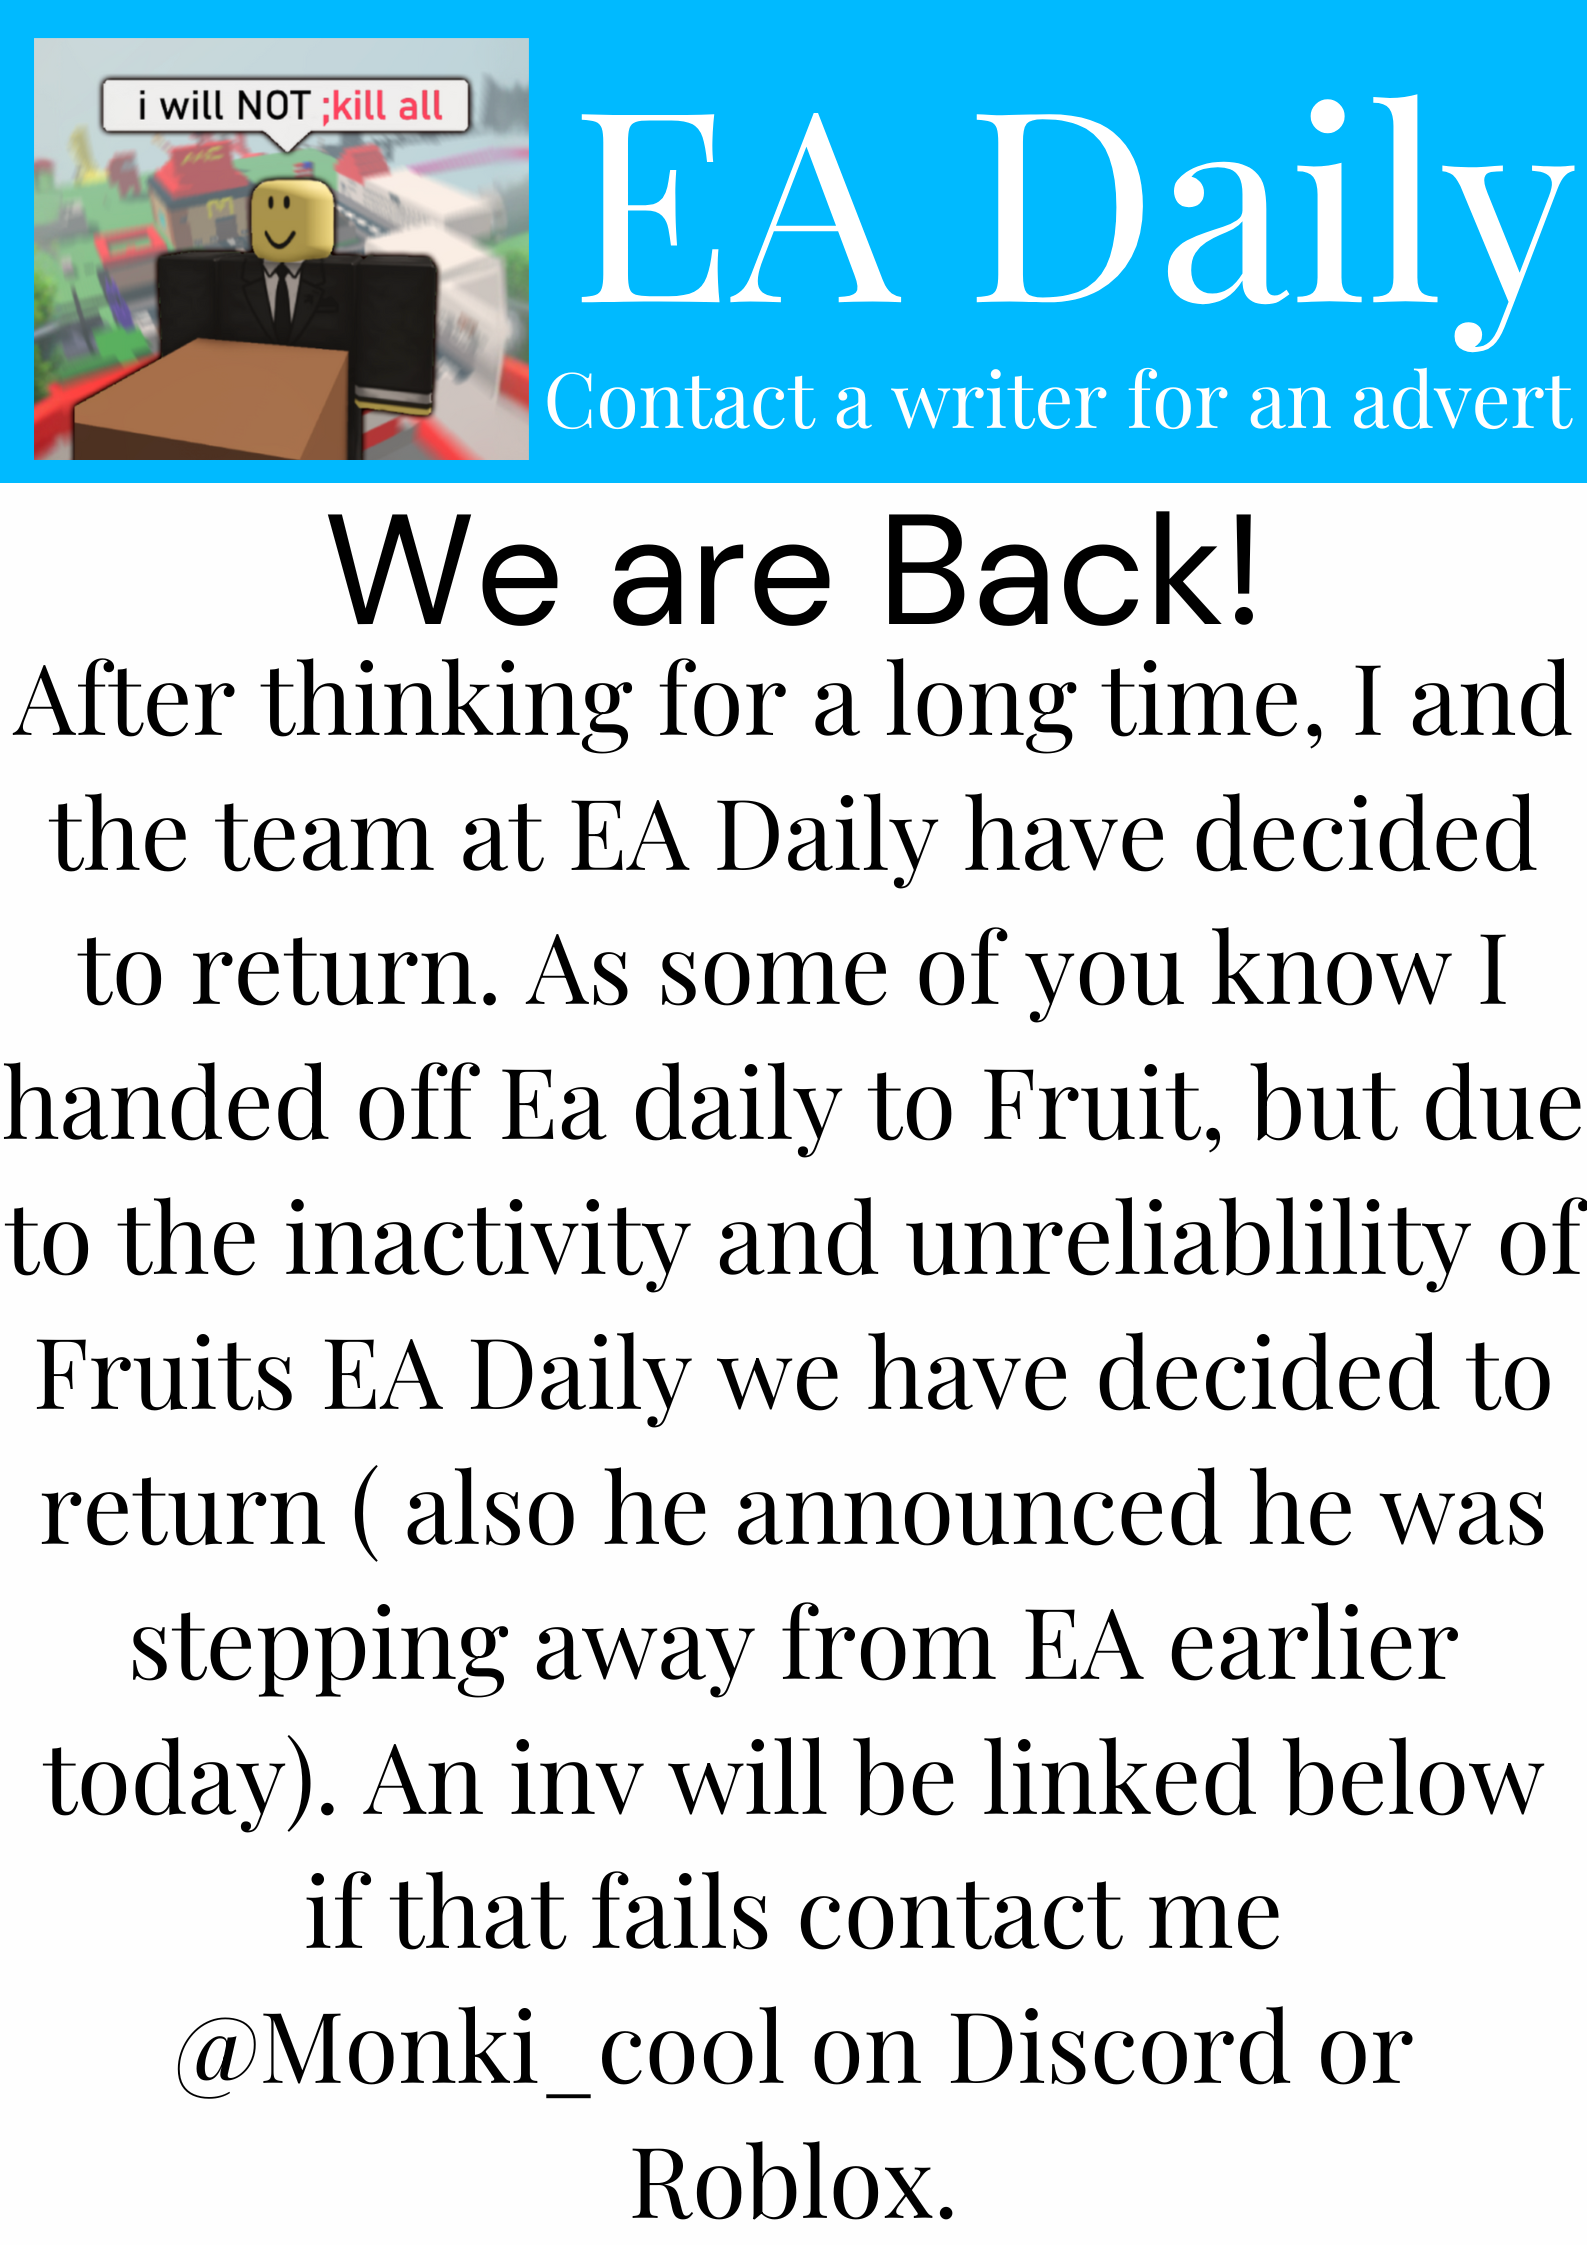 i will NOT ;kill all
EA Daily
Contact a writer for an advert
We are Back!
After thinking for a long time, I and
the team at EA Daily have decided
to return. As some of you know I
handed off Ea daily to Fruit, but due
to the inactivity and unreliablility of
Fruits EA Daily we have decided to
return ( also he announced he was
stepping away from EA earlier
today). An inv will be linked below
if that fails contact me
@Monki_cool on Discord or
Roblox.